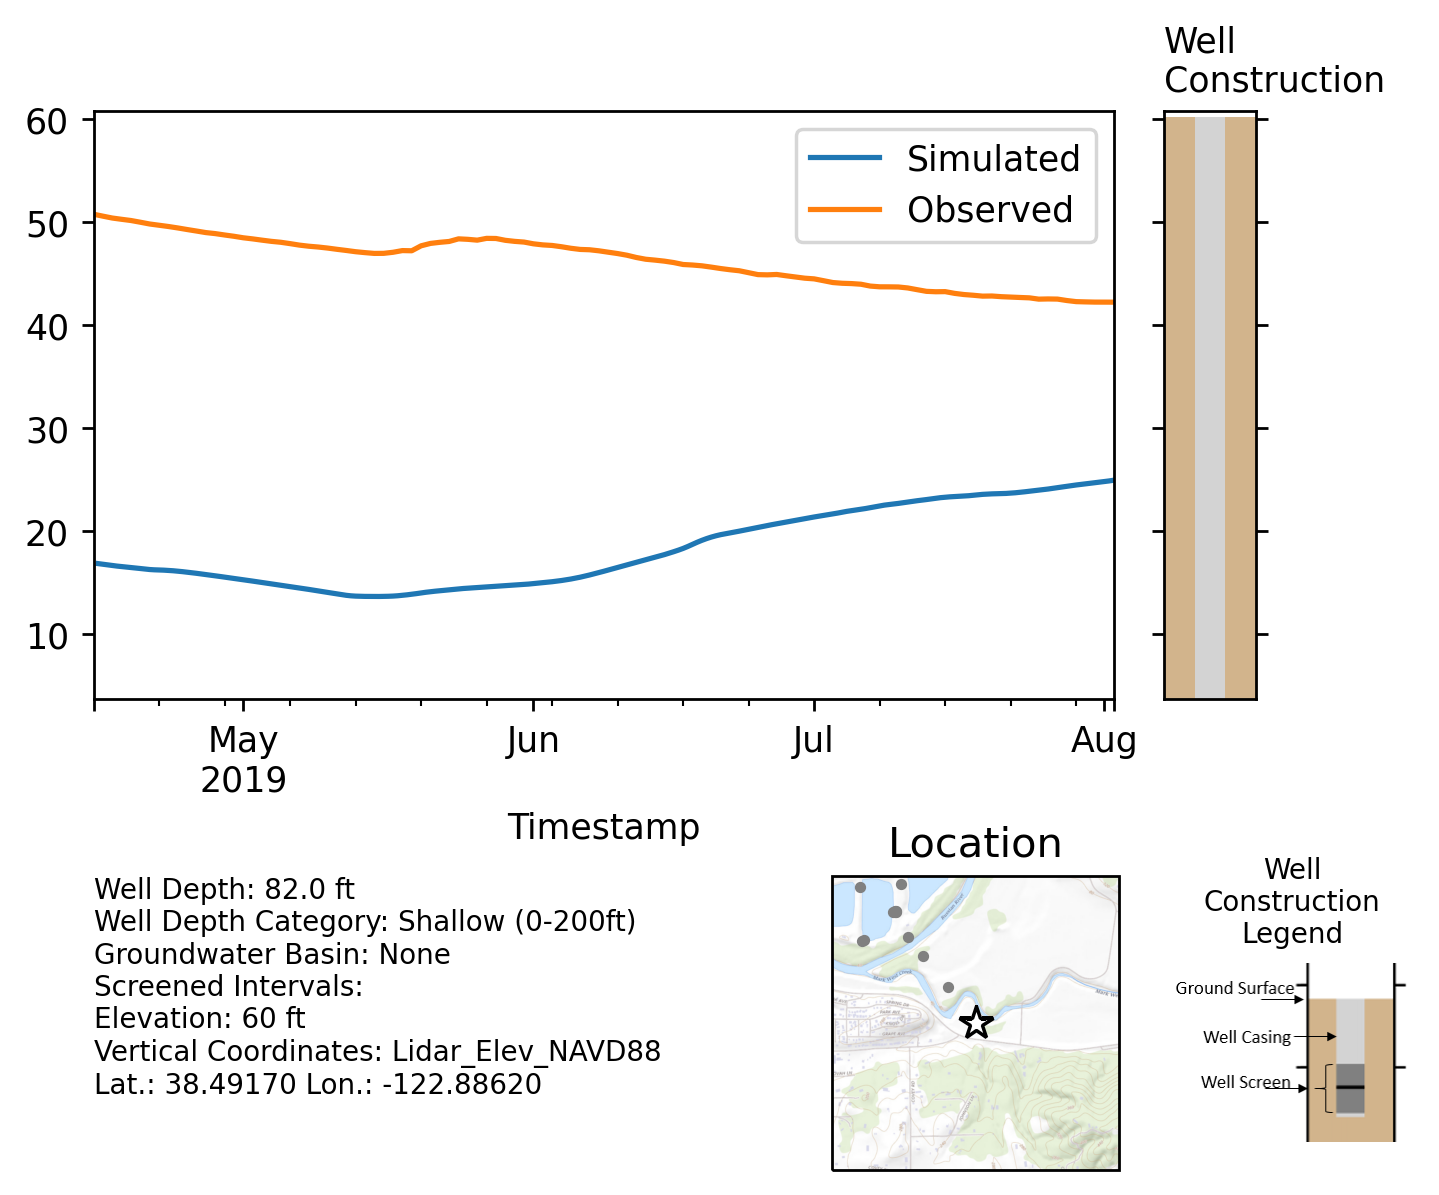 Well
Construction
60
50
40
30
20
10
Simulated
Observed
May
2019
Jun
Jul
Aug
Timestamp
Well Depth: 82.0 ft
Well Depth Category: Shallow (0-200ft)
Groundwater Basin: None
Screened Intervals:
Elevation: 60 ft
Vertical Coordinates: Lidar_Elev_NAVD88
Lat.: 38.49170 Lon.: -122.88620
Location
Well
Construction
Legend
Ground Surface
Well Casing
Well Screen